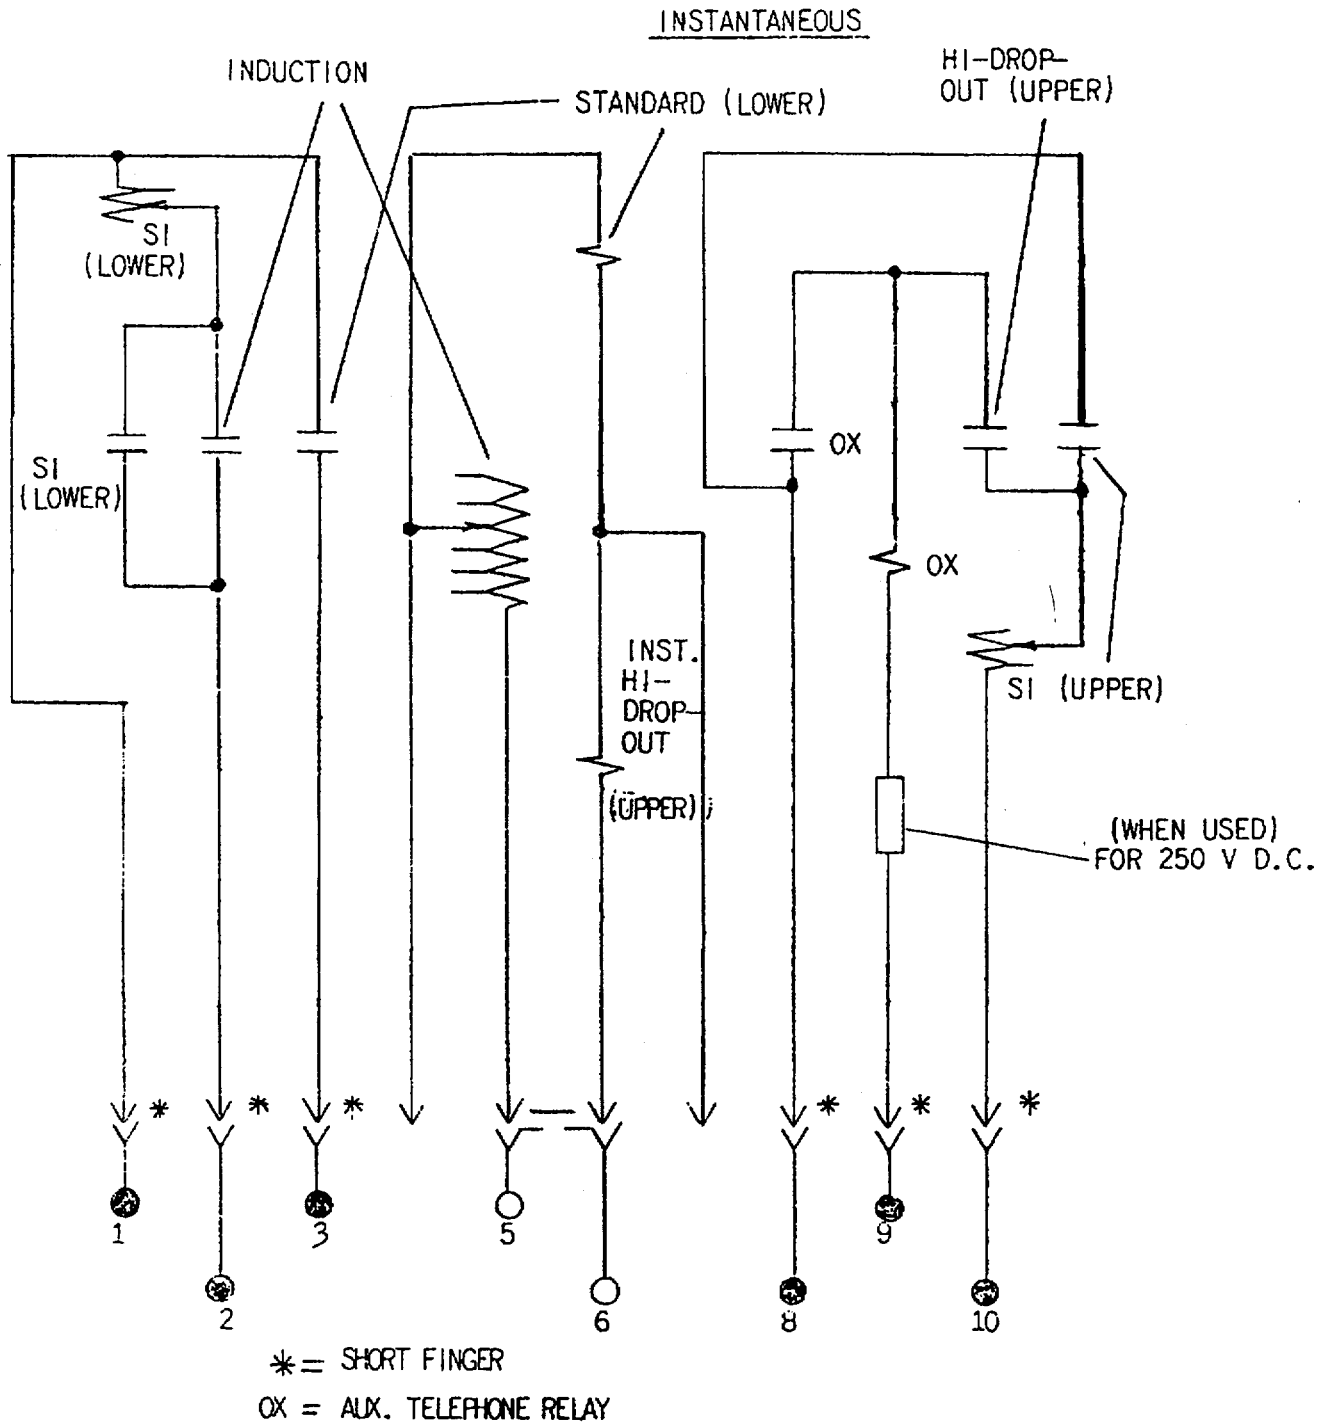 INSTANTANEOUS
INDUCTION
STANDARD (LOWER)
HI-DROP-
OUT (UPPER)
SI
(LOWER)
SI
(LOWER)
OX
OX
INST.
HI-
DROP-
OUT
(UPPER)
SI (UPPER)
(WHEN USED)
FOR 250 V D.C.
* * * * * *
1 3 5 9
2 6 8 10
*= SHORT FINGER
OX = AUX. TELEPHONE RELAY